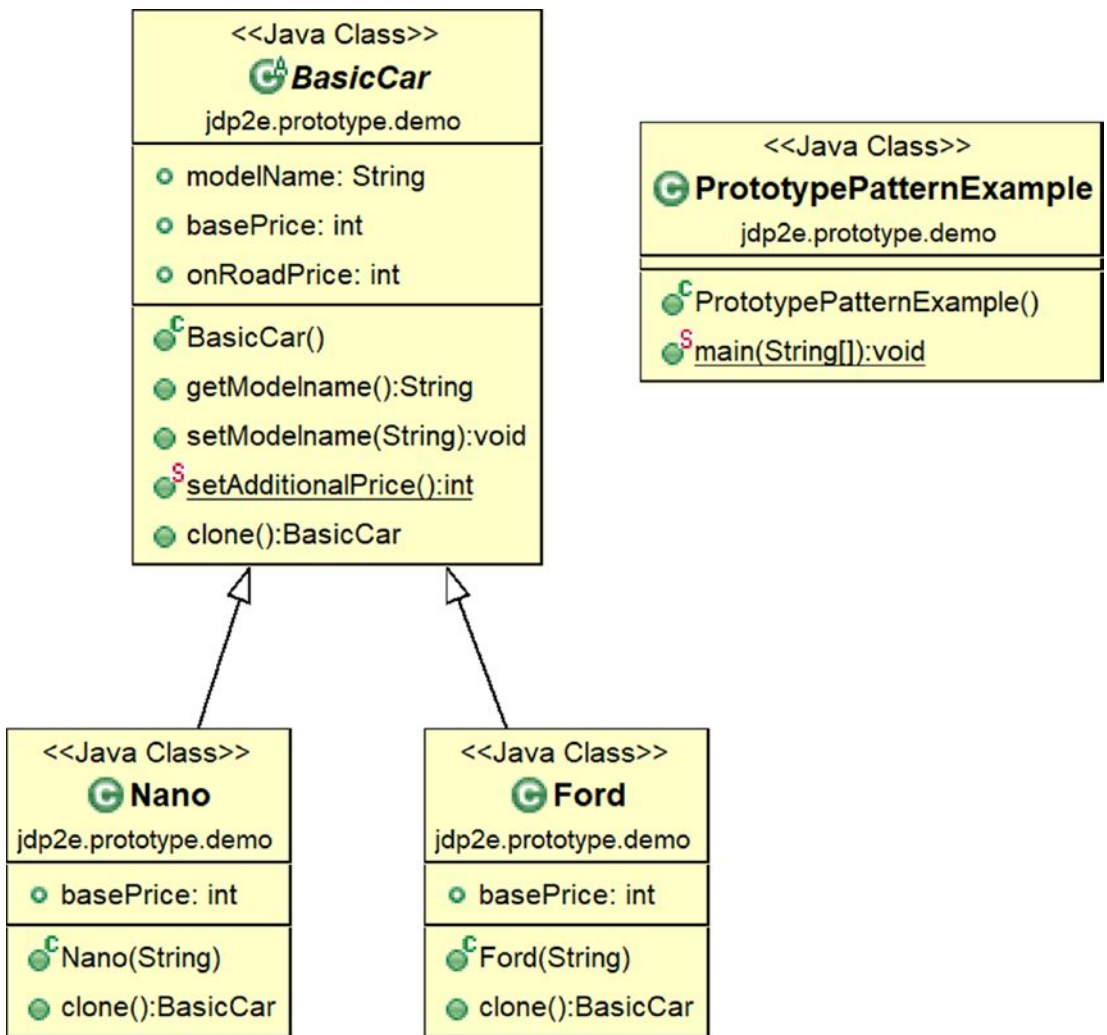 <<Java Class>>
BasicCar
jdp2e.prototype.demo
modelName: String
basePrice: int
onRoadPrice: int
BasicCar()
getModelname():String
setModelname(String):void
setAdditionalPrice():int
clone():BasicCar
<<Java Class>>
PrototypePatternExample
jdp2e.prototype.demo
PrototypePatternExample()
main(String[]):void
<<Java Class>>
Nano
jdp2e.prototype.demo
basePrice: int
Nano(String)
clone():BasicCar
<<Java Class>>
Ford
jdp2e.prototype.demo
basePrice: int
Ford(String)
clone():BasicCar